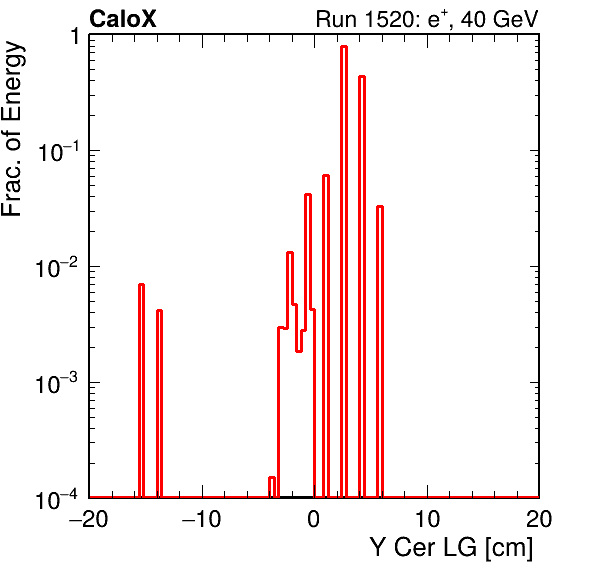 CaloX Run 1520: e⁺, 40 GeV
Frac. of Energy
1
10⁻¹
10⁻²
10⁻³
10⁻⁴
−20 −10 0 10 20
Y Cer LG [cm]